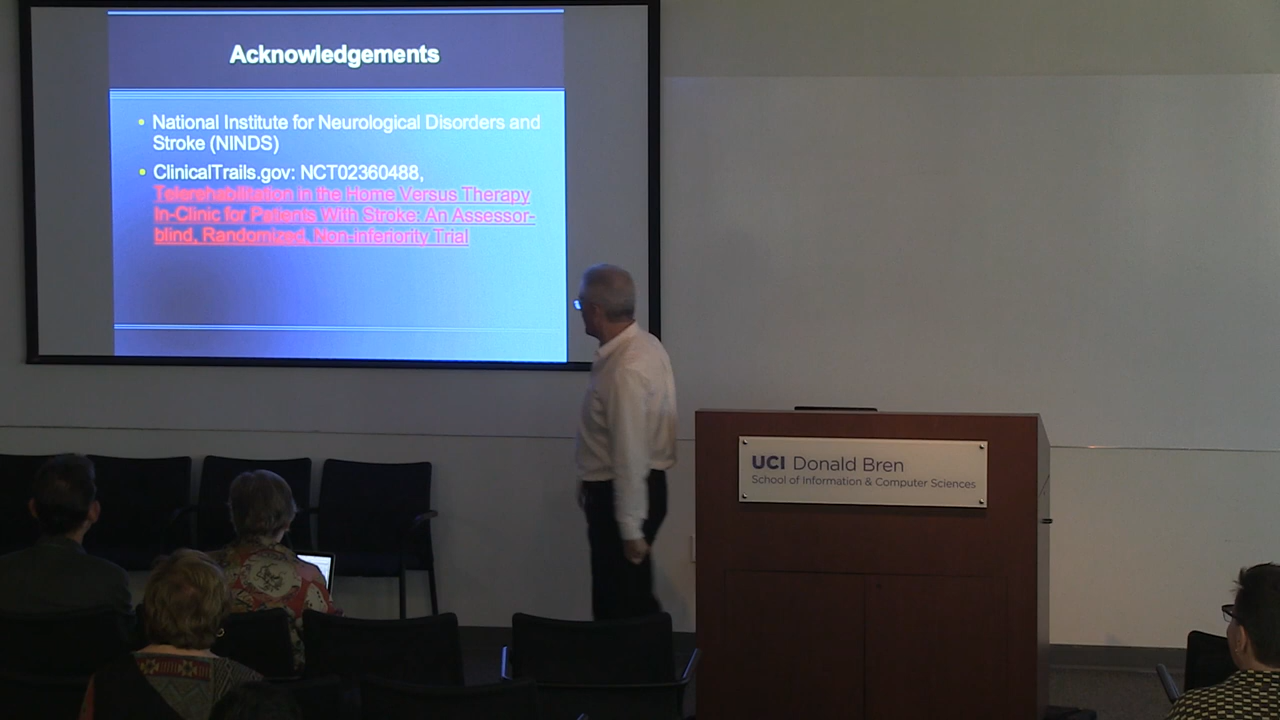 Acknowledgements
• National Institute for Neurological Disorders and
Stroke (NINDS)
• ClinicalTrails.gov: NCT02360488,
Telerehabilitation in the Home Versus Therapy
In-Clinic for Patients With Stroke: An Assessor-
blind, Randomized, Non-inferiority Trial
UCI Donald Bren
School of Information & Computer Sciences